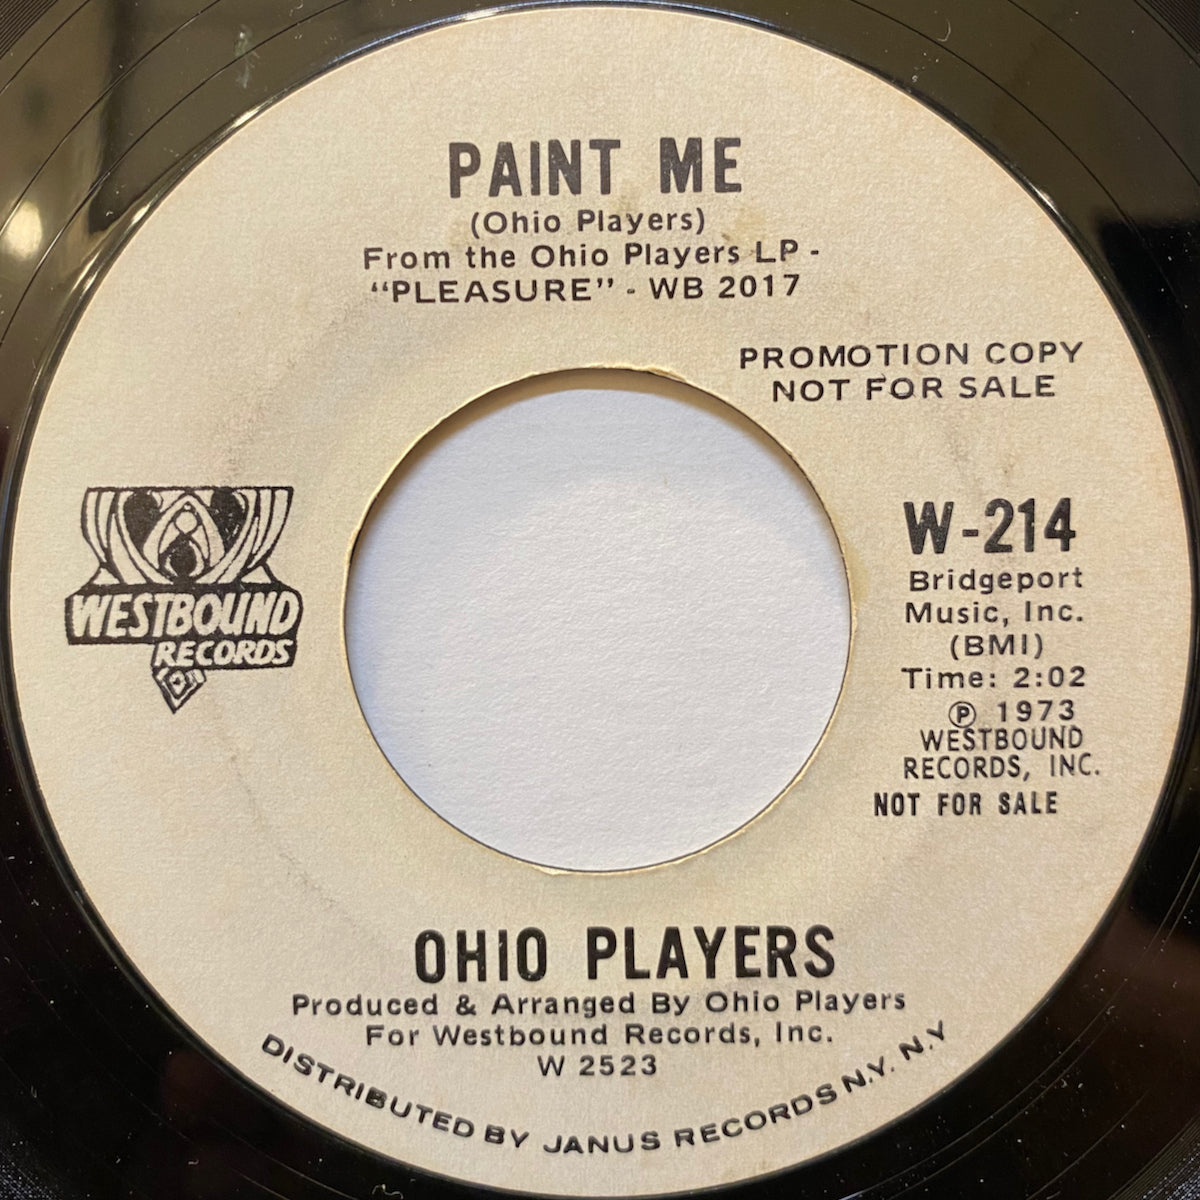 PAINT ME
(Ohio Players)
From the Ohio Players LP -
"PLEASURE" - WB 2017
PROMOTION COPY
NOT FOR SALE
WESTBOUND
RECORDS
W-214
Bridgeport
Music, Inc.
(BMI)
Time: 2:02
℗ 1973
WESTBOUND
RECORDS, INC.
NOT FOR SALE
OHIO PLAYERS
Produced & Arranged By Ohio Players
For Westbound Records, Inc.
W 2523
DISTRIBUTED BY JANUS RECORDS N.Y. N.Y